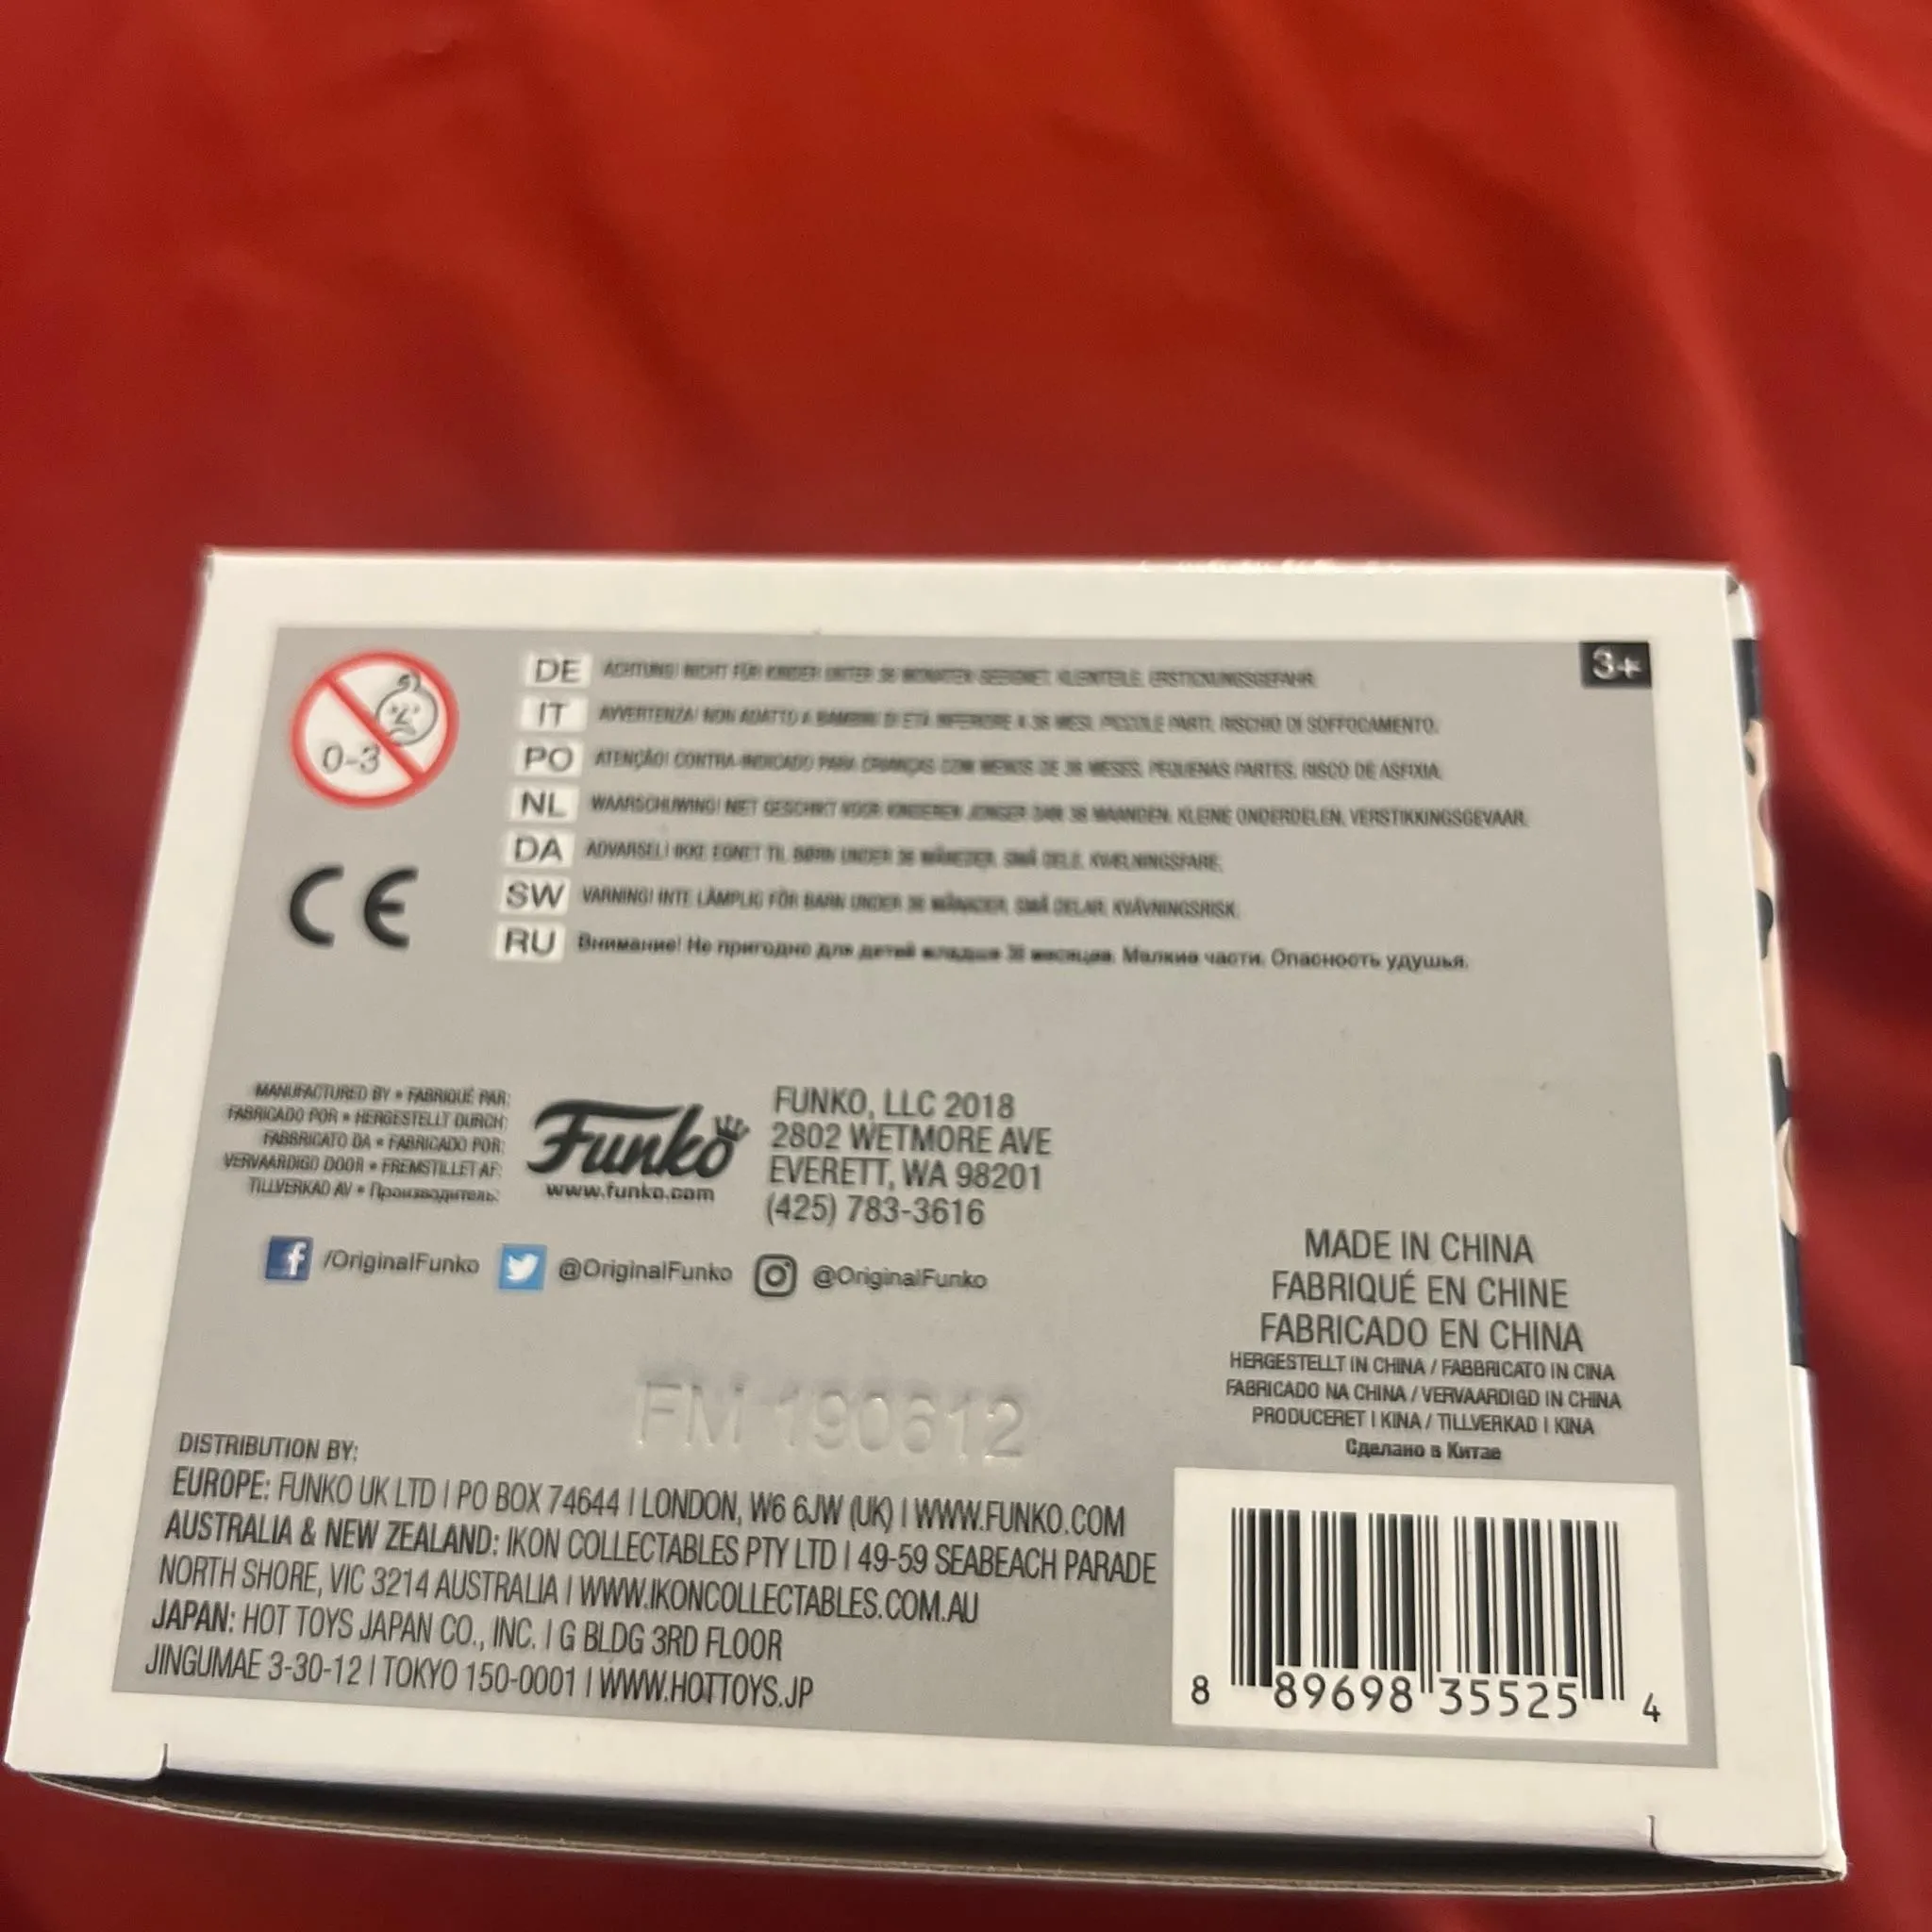 0-3
3+
DE ACHTUNG! NICHT FÜR KINDER UNTER 36 MONATEN GEEIGNET. KLEINTEILE. ERSTICKUNGSGEFAHR.
IT AVVERTENZA! NON ADATTO A BAMBINI DI ETÀ INFERIORE A 36 MESI. PICCOLE PARTI. RISCHIO DI SOFFOCAMENTO.
PO ATENÇÃO! CONTRA-INDICADO PARA CRIANÇAS COM MENOS DE 36 MESES. PEQUENAS PARTES. RISCO DE ASFIXIA.
NL WAARSCHUWING! NIET GESCHIKT VOOR KINDEREN JONGER DAN 36 MAANDEN. KLEINE ONDERDELEN. VERSTIKKINGSGEVAAR.
DA ADVARSEL! IKKE EGNET TIL BØRN UNDER 36 MÅNEDER. SMÅ DELE. KVÆLNINGSFARE.
SW VARNING! INTE LÄMPLIG FÖR BARN UNDER 36 MÅNADER. SMÅ DELAR. KVÄVNINGSRISK.
RU Внимание! Не пригодно для детей младше 36 месяцев. Мелкие части. Опасность удушья.
CE
MANUFACTURED BY • FABRIQUÉ PAR:
FABRICADO POR • HERGESTELLT DURCH:
FABBRICATO DA • FABRICADO POR:
VERVAARDIGD DOOR • FREMSTILLET AF:
TILLVERKAD AV • Производитель:
Funko
www.funko.com
FUNKO, LLC 2018
2802 WETMORE AVE
EVERETT, WA 98201
(425) 783-3616
/OriginalFunko @OriginalFunko @OriginalFunko
MADE IN CHINA
FABRIQUÉ EN CHINE
FABRICADO EN CHINA
HERGESTELLT IN CHINA / FABBRICATO IN CINA
FABRICADO NA CHINA / VERVAARDIGD IN CHINA
PRODUCERET I KINA / TILLVERKAD I KINA
Сделано в Китае
FM 190612
DISTRIBUTION BY:
EUROPE: FUNKO UK LTD | PO BOX 74644 | LONDON, W6 6JW (UK) | WWW.FUNKO.COM
AUSTRALIA & NEW ZEALAND: IKON COLLECTABLES PTY LTD | 49-59 SEABEACH PARADE
NORTH SHORE, VIC 3214 AUSTRALIA | WWW.IKONCOLLECTABLES.COM.AU
JAPAN: HOT TOYS JAPAN CO., INC. | G BLDG 3RD FLOOR
JINGUMAE 3-30-12 | TOKYO 150-0001 | WWW.HOTTOYS.JP
8 89698 35525 4